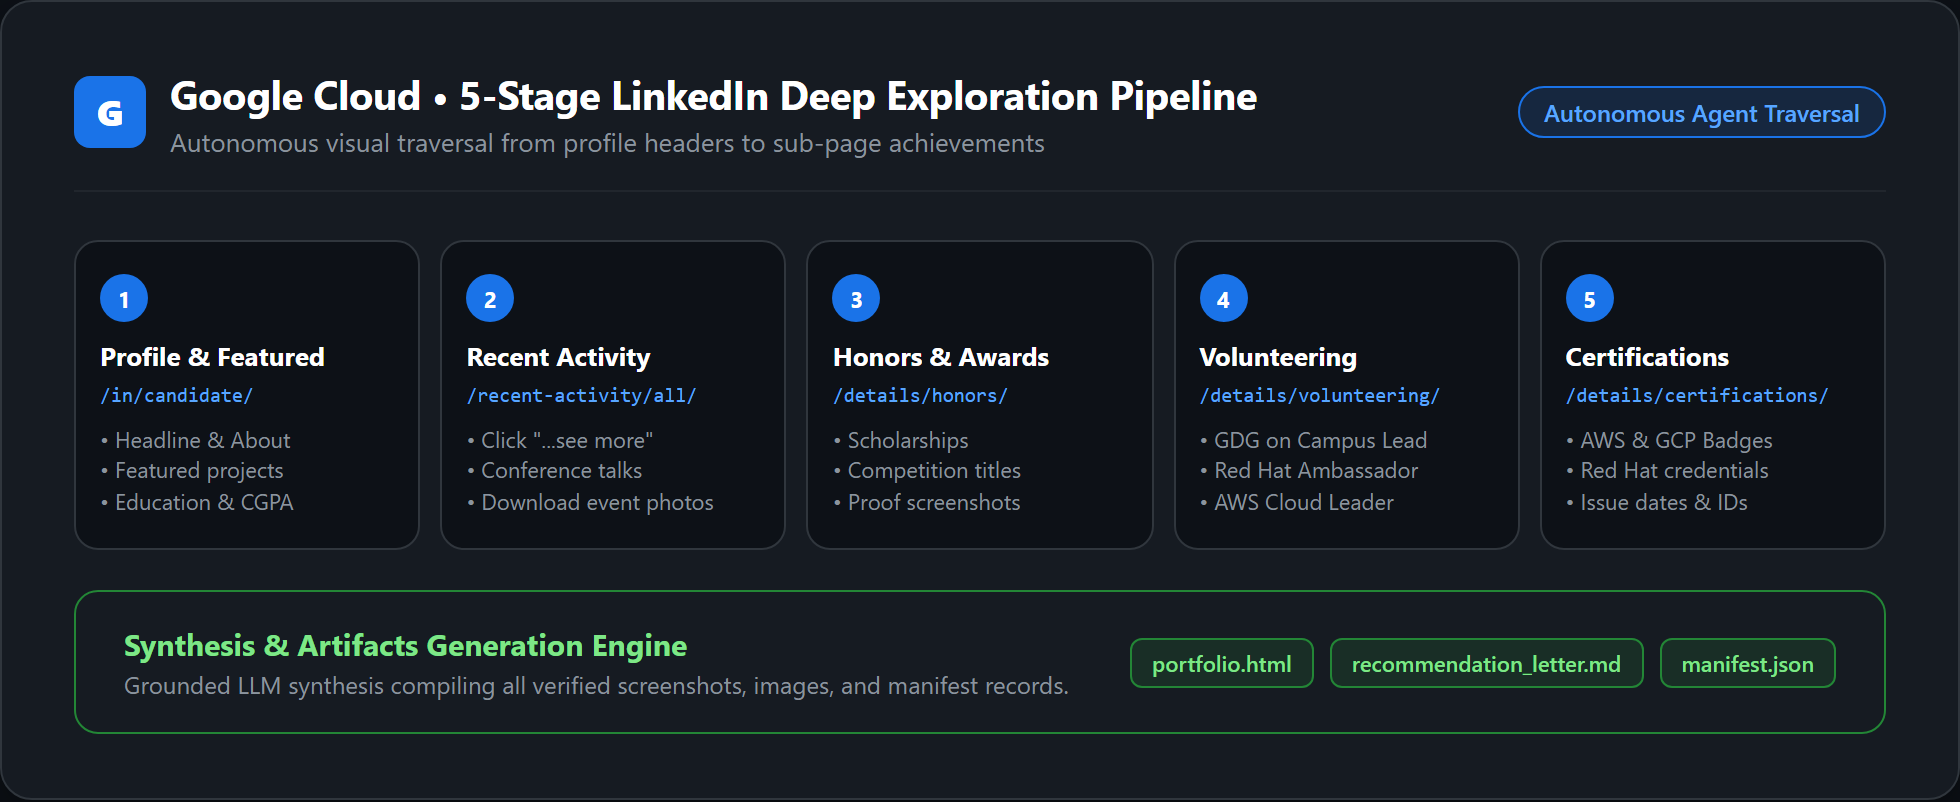 G
Google Cloud • 5-Stage LinkedIn Deep Exploration Pipeline
Autonomous visual traversal from profile headers to sub-page achievements
Autonomous Agent Traversal
1
Profile & Featured
/in/candidate/
• Headline & About
• Featured projects
• Education & CGPA
2
Recent Activity
/recent-activity/all/
• Click "...see more"
• Conference talks
• Download event photos
3
Honors & Awards
/details/honors/
• Scholarships
• Competition titles
• Proof screenshots
4
Volunteering
/details/volunteering/
• GDG on Campus Lead
• Red Hat Ambassador
• AWS Cloud Leader
5
Certifications
/details/certifications/
• AWS & GCP Badges
• Red Hat credentials
• Issue dates & IDs
Synthesis & Artifacts Generation Engine
Grounded LLM synthesis compiling all verified screenshots, images, and manifest records.
portfolio.html
recommendation_letter.md
manifest.json